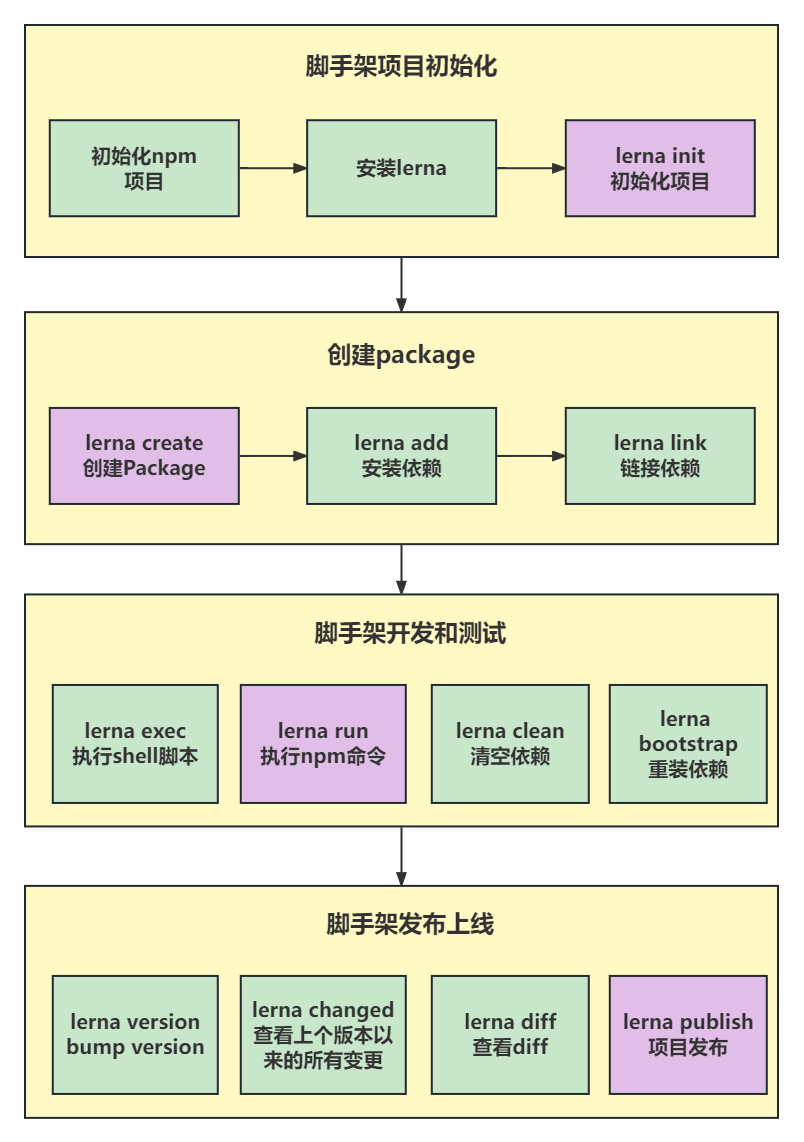 脚手架项目初始化
初始化npm
项目
安装lerna
lerna init
初始化项目
创建package
lerna create
创建Package
lerna add
安装依赖
lerna link
链接依赖
脚手架开发和测试
lerna exec
执行shell脚本
lerna run
执行npm命令
lerna clean
清空依赖
lerna
bootstrap
重装依赖
脚手架发布上线
lerna version
bump version
lerna changed
查看上个版本以
来的所有变更
lerna diff
查看diff
lerna publish
项目发布